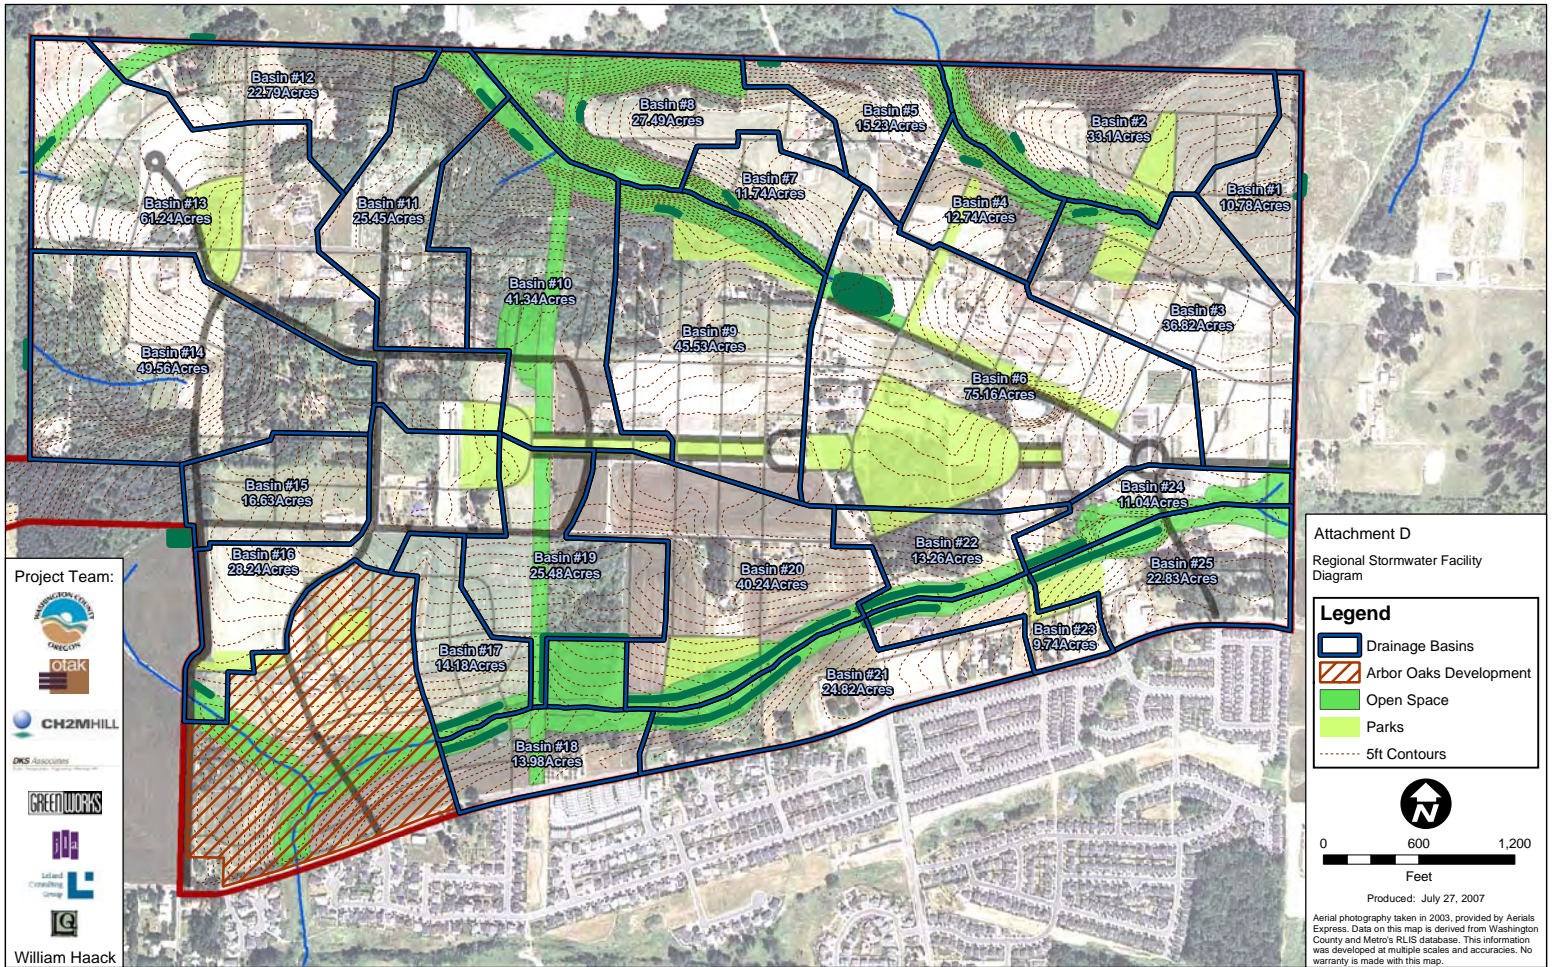 Basin #12
22.79Acres
Basin #8
27.49Acres
Basin #5
15.23Acres
Basin #2
33.1Acres
Basin #7
11.74Acres
Basin #1
10.78Acres
Basin #13
61.24Acres
Basin #11
25.45Acres
Basin #4
12.74Acres
Basin #10
41.34Acres
Basin #3
36.82Acres
Basin #9
45.53Acres
Basin #14
49.56Acres
Basin #6
75.16Acres
Basin #15
16.63Acres
Basin #24
11.04Acres
Basin #16
28.24Acres
Basin #19
25.48Acres
Basin #22
13.26Acres
Basin #20
40.24Acres
Basin #25
22.83Acres
Basin #23
9.74Acres
Basin #17
14.18Acres
Basin #21
24.82Acres
Basin #18
13.98Acres
Project Team:
WASHINGTON COUNTY
OREGON
otak
CH2MHILL
DKS Associates
GREENWORKS
jla
Leland
Consulting
Group
William Haack
Attachment D
Regional Stormwater Facility
Diagram
Legend
Drainage Basins
Arbor Oaks Development
Open Space
Parks
5ft Contours
N
0 600 1,200
Feet
Produced: July 27, 2007
Aerial photography taken in 2003, provided by Aerials
Express. Data on this map is derived from Washington
County and Metro's RLIS database. This information
was developed at multiple scales and accuracies. No
warranty is made with this map.